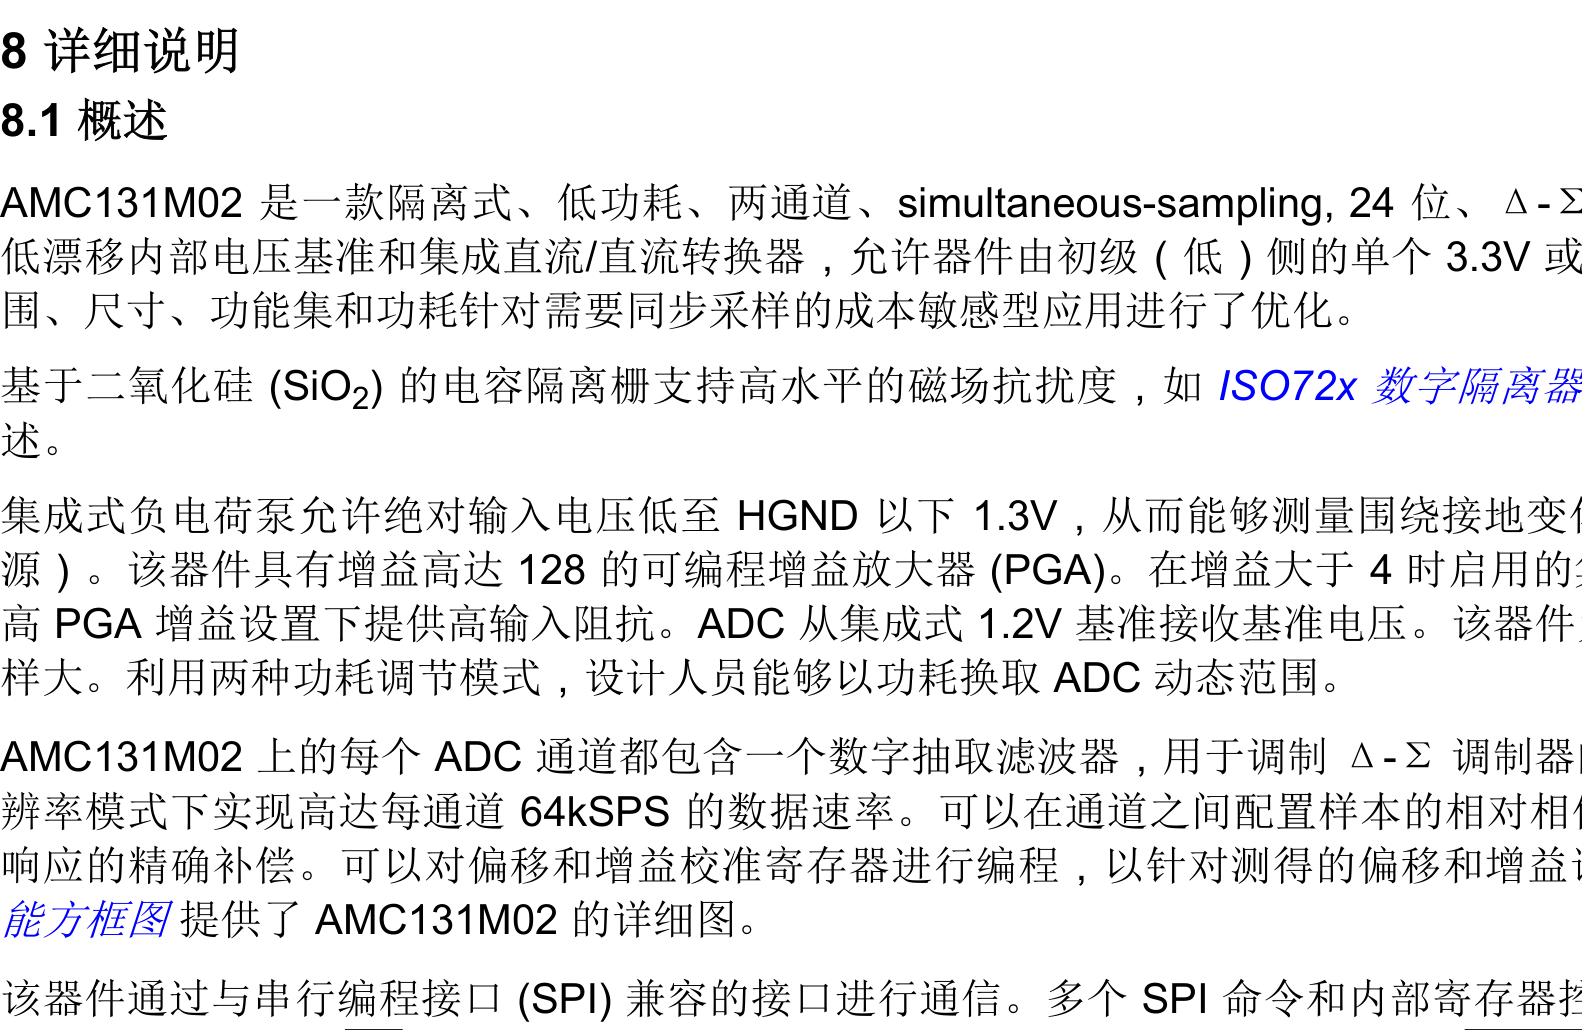 8 详细说明
8.1 概述
AMC131M02 是一款隔离式、低功耗、两通道、simultaneous-sampling, 24 位、Δ-Σ
低漂移内部电压基准和集成直流/直流转换器，允许器件由初级（低）侧的单个 3.3V 或
围、尺寸、功能集和功耗针对需要同步采样的成本敏感型应用进行了优化。
基于二氧化硅 (SiO2) 的电容隔离栅支持高水平的磁场抗扰度，如 ISO72x 数字隔离器
述。
集成式负电荷泵允许绝对输入电压低至 HGND 以下 1.3V，从而能够测量围绕接地变
源）。该器件具有增益高达 128 的可编程增益放大器 (PGA)。在增益大于 4 时启用的
高 PGA 增益设置下提供高输入阻抗。ADC 从集成式 1.2V 基准接收基准电压。该器件
样大。利用两种功耗调节模式，设计人员能够以功耗换取 ADC 动态范围。
AMC131M02 上的每个 ADC 通道都包含一个数字抽取滤波器，用于调制 Δ-Σ 调制器
辨率模式下实现高达每通道 64kSPS 的数据速率。可以在通道之间配置样本的相对相
响应的精确补偿。可以对偏移和增益校准寄存器进行编程，以针对测得的偏移和增益
能方框图 提供了 AMC131M02 的详细图。
该器件通过与串行编程接口 (SPI) 兼容的接口进行通信。多个 SPI 命令和内部寄存器控